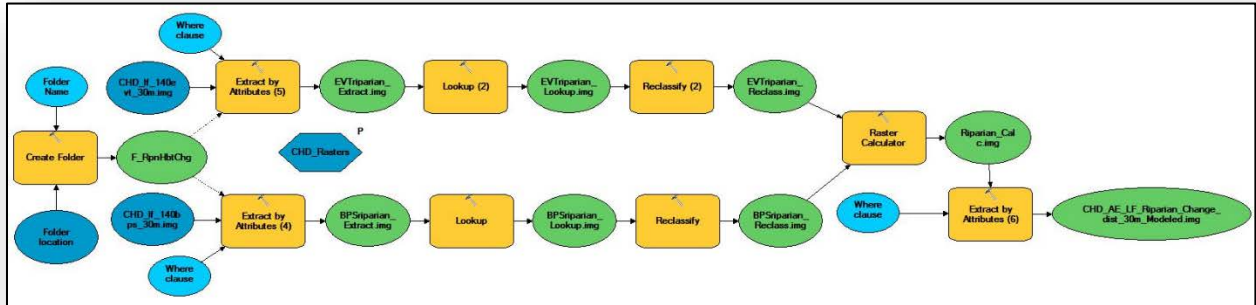 Where
clause
Folder
Name
CHD_lf_140e
vt_30m.img
Extract by
Attributes (5)
EVTriparian_
Extract.img
Lookup (2)
EVTriparian_
Lookup.img
Reclassify (2)
EVTriparian_
Reclass.img
Create Folder
F_RpnHbtChg
P
CHD_Rasters
Raster
Calculator
Riparian_Cal
c.img
Folder
location
CHD_lf_140b
ps_30m.img
Extract by
Attributes (4)
BPSriparian_
Extract.img
Lookup
BPSriparian_
Lookup.img
Reclassify
BPSriparian_
Reclass.img
Where
clause
Where
clause
Extract by
Attributes (6)
CHD_AE_LF_Riparian_Change_
dist_30m_Modeled.img